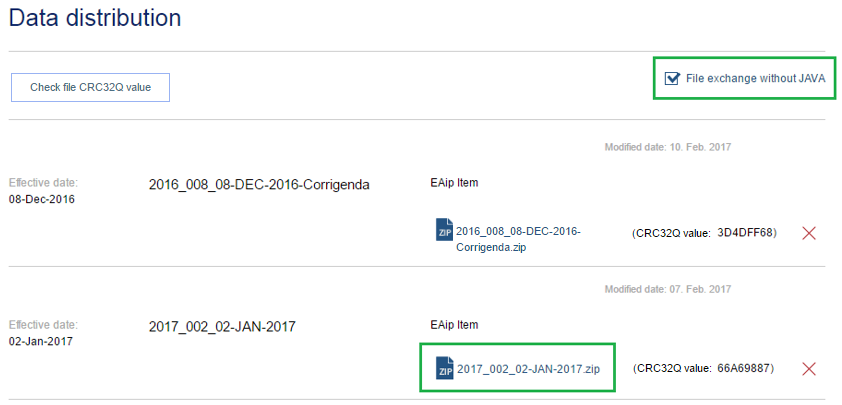 Data distribution
Check file CRC32Q value
File exchange without JAVA
Modified date: 10. Feb. 2017
Effective date:
2016_008_08-DEC-2016-Corrigenda
EAip Item
08-Dec-2016
ZIP
2016_008_08-DEC-2016-
Corrigenda.zip
(CRC32Q value: 3D4DFF68)
Modified date: 07. Feb. 2017
Effective date:
2017_002_02-JAN-2017
EAip Item
02-Jan-2017
ZIP
2017_002_02-JAN-2017.zip
(CRC32Q value: 66A69887)